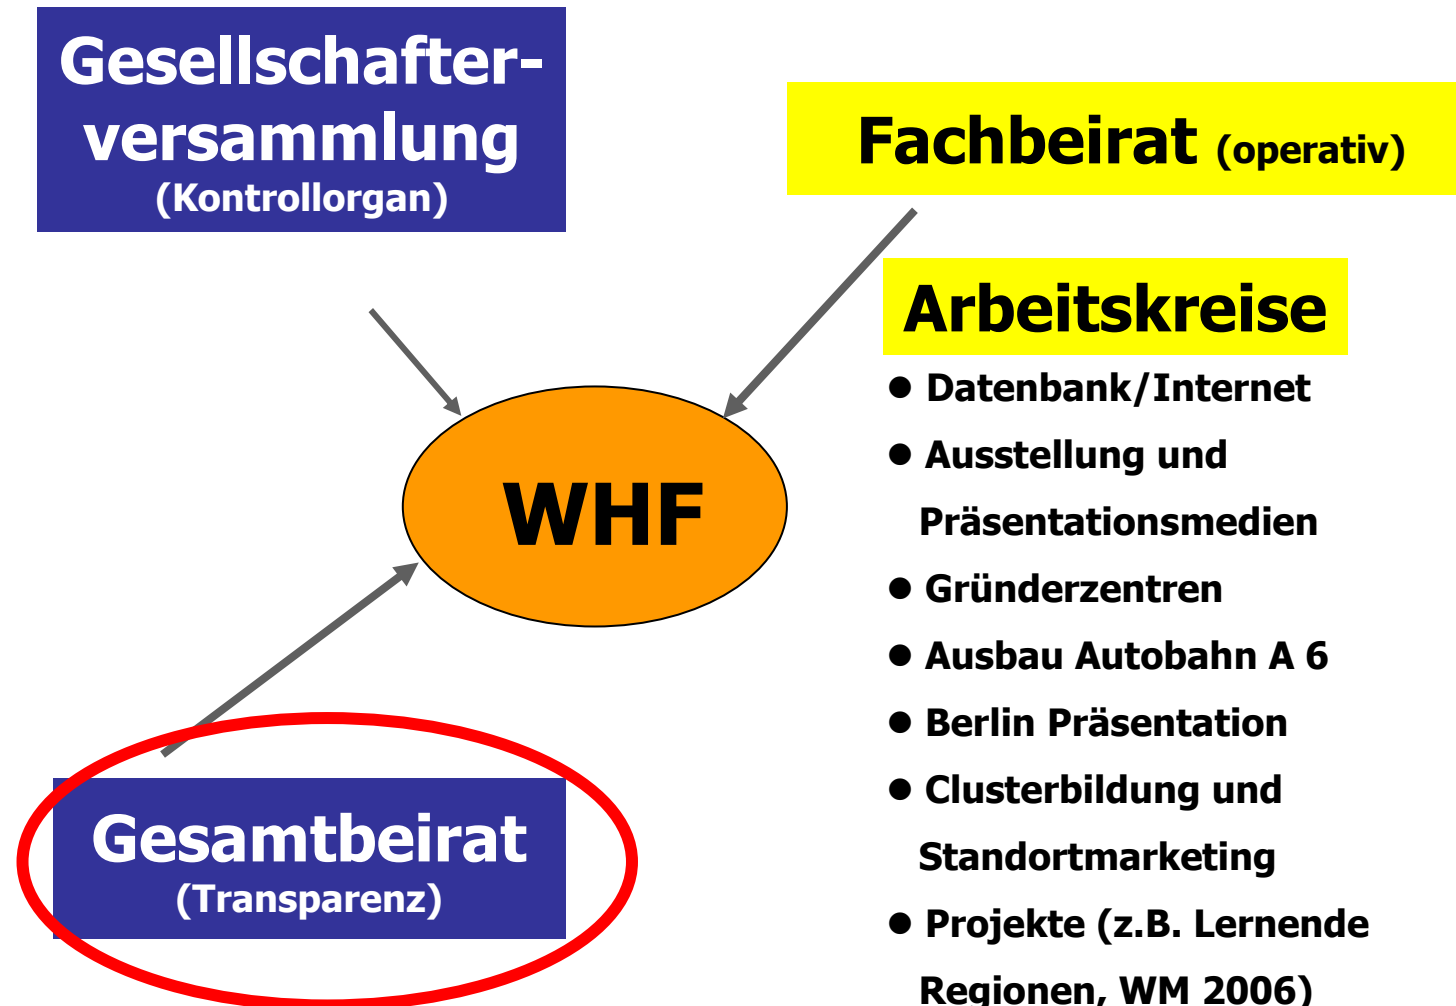 Gesellschafter-
versammlung
(Kontrollorgan)
Fachbeirat (operativ)
Arbeitskreise
● Datenbank/Internet
● Ausstellung und
Präsentationsmedien
● Gründerzentren
● Ausbau Autobahn A 6
● Berlin Präsentation
● Clusterbildung und
Standortmarketing
● Projekte (z.B. Lernende
Regionen, WM 2006)
WHF
Gesamtbeirat
(Transparenz)